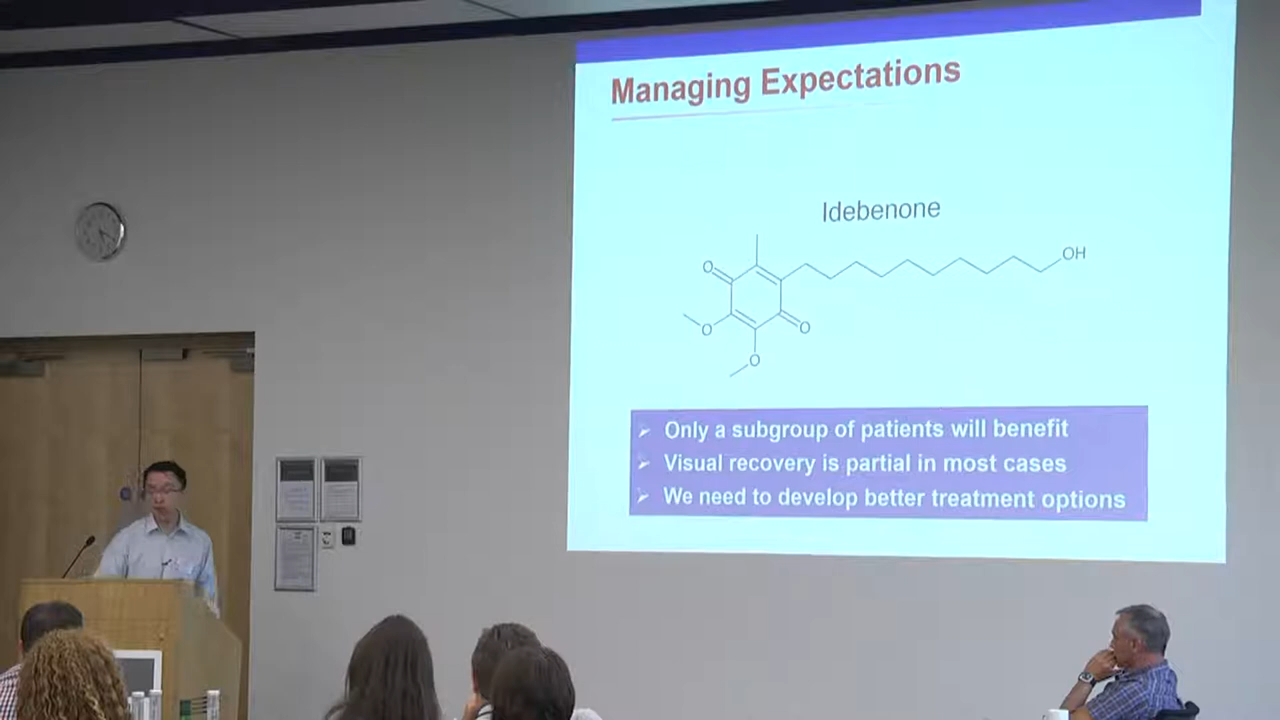 Managing Expectations
Idebenone
OH
O
O
O
O
Only a subgroup of patients will benefit
Visual recovery is partial in most cases
We need to develop better treatment options